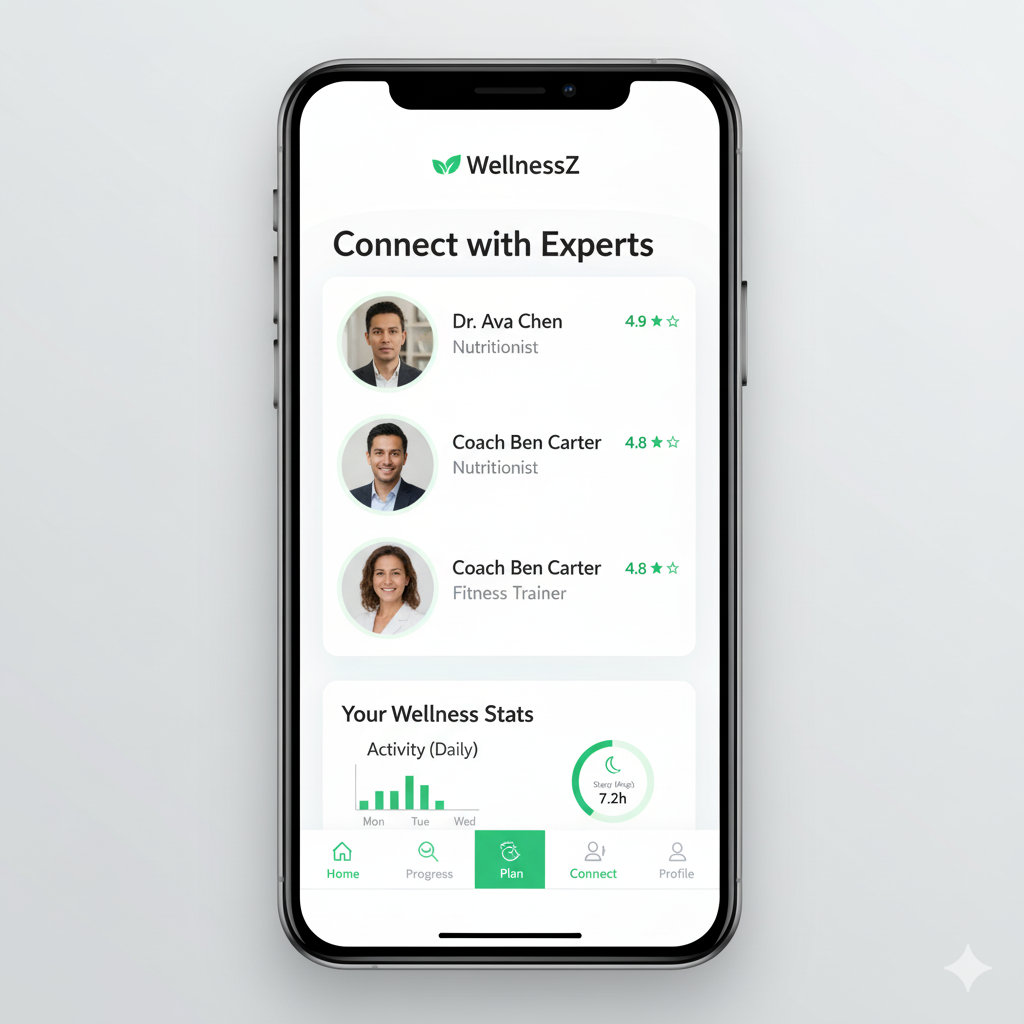 WellnessZ
Connect with Experts
Dr. Ava Chen 4.9
Nutritionist
Coach Ben Carter 4.8
Nutritionist
Coach Ben Carter 4.8
Fitness Trainer
Your Wellness Stats
Activity (Daily)
7.2h
Mon Tue Wed
Home Progress Plan Connect Profile